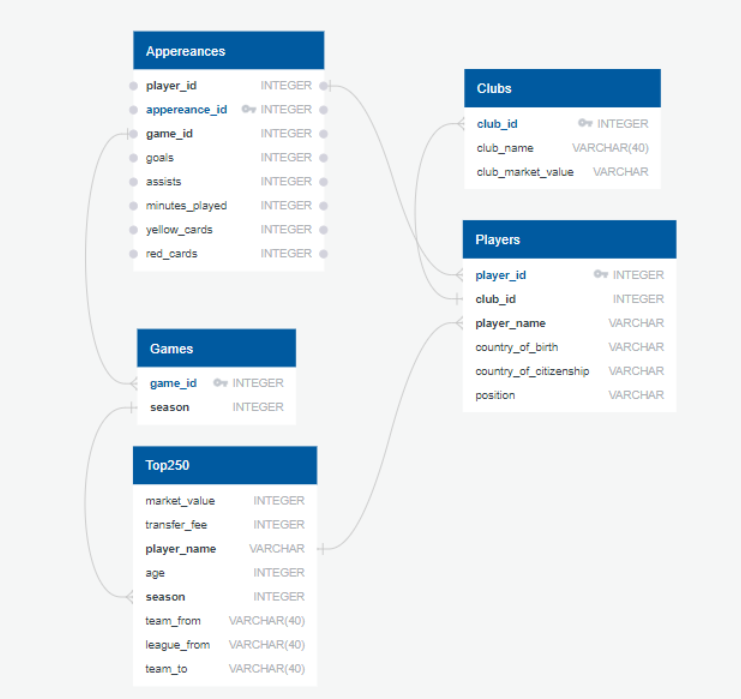 Appereances
player_id INTEGER
appereance_id INTEGER
game_id INTEGER
goals INTEGER
assists INTEGER
minutes_played INTEGER
yellow_cards INTEGER
red_cards INTEGER
Clubs
club_id INTEGER
club_name VARCHAR(40)
club_market_value VARCHAR
Players
player_id INTEGER
club_id INTEGER
player_name VARCHAR
country_of_birth VARCHAR
country_of_citizenship VARCHAR
position VARCHAR
Games
game_id INTEGER
season INTEGER
Top250
market_value INTEGER
transfer_fee INTEGER
player_name VARCHAR
age INTEGER
season INTEGER
team_from VARCHAR(40)
league_from VARCHAR(40)
team_to VARCHAR(40)